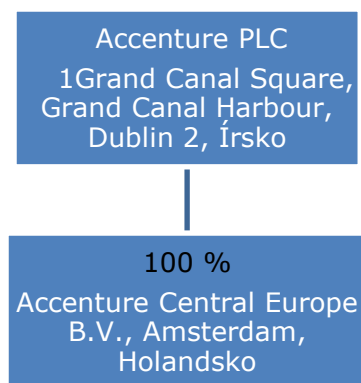 Accenture PLC
1Grand Canal Square,
Grand Canal Harbour,
Dublin 2, Írsko
100 %
Accenture Central Europe
B.V., Amsterdam,
Holandsko